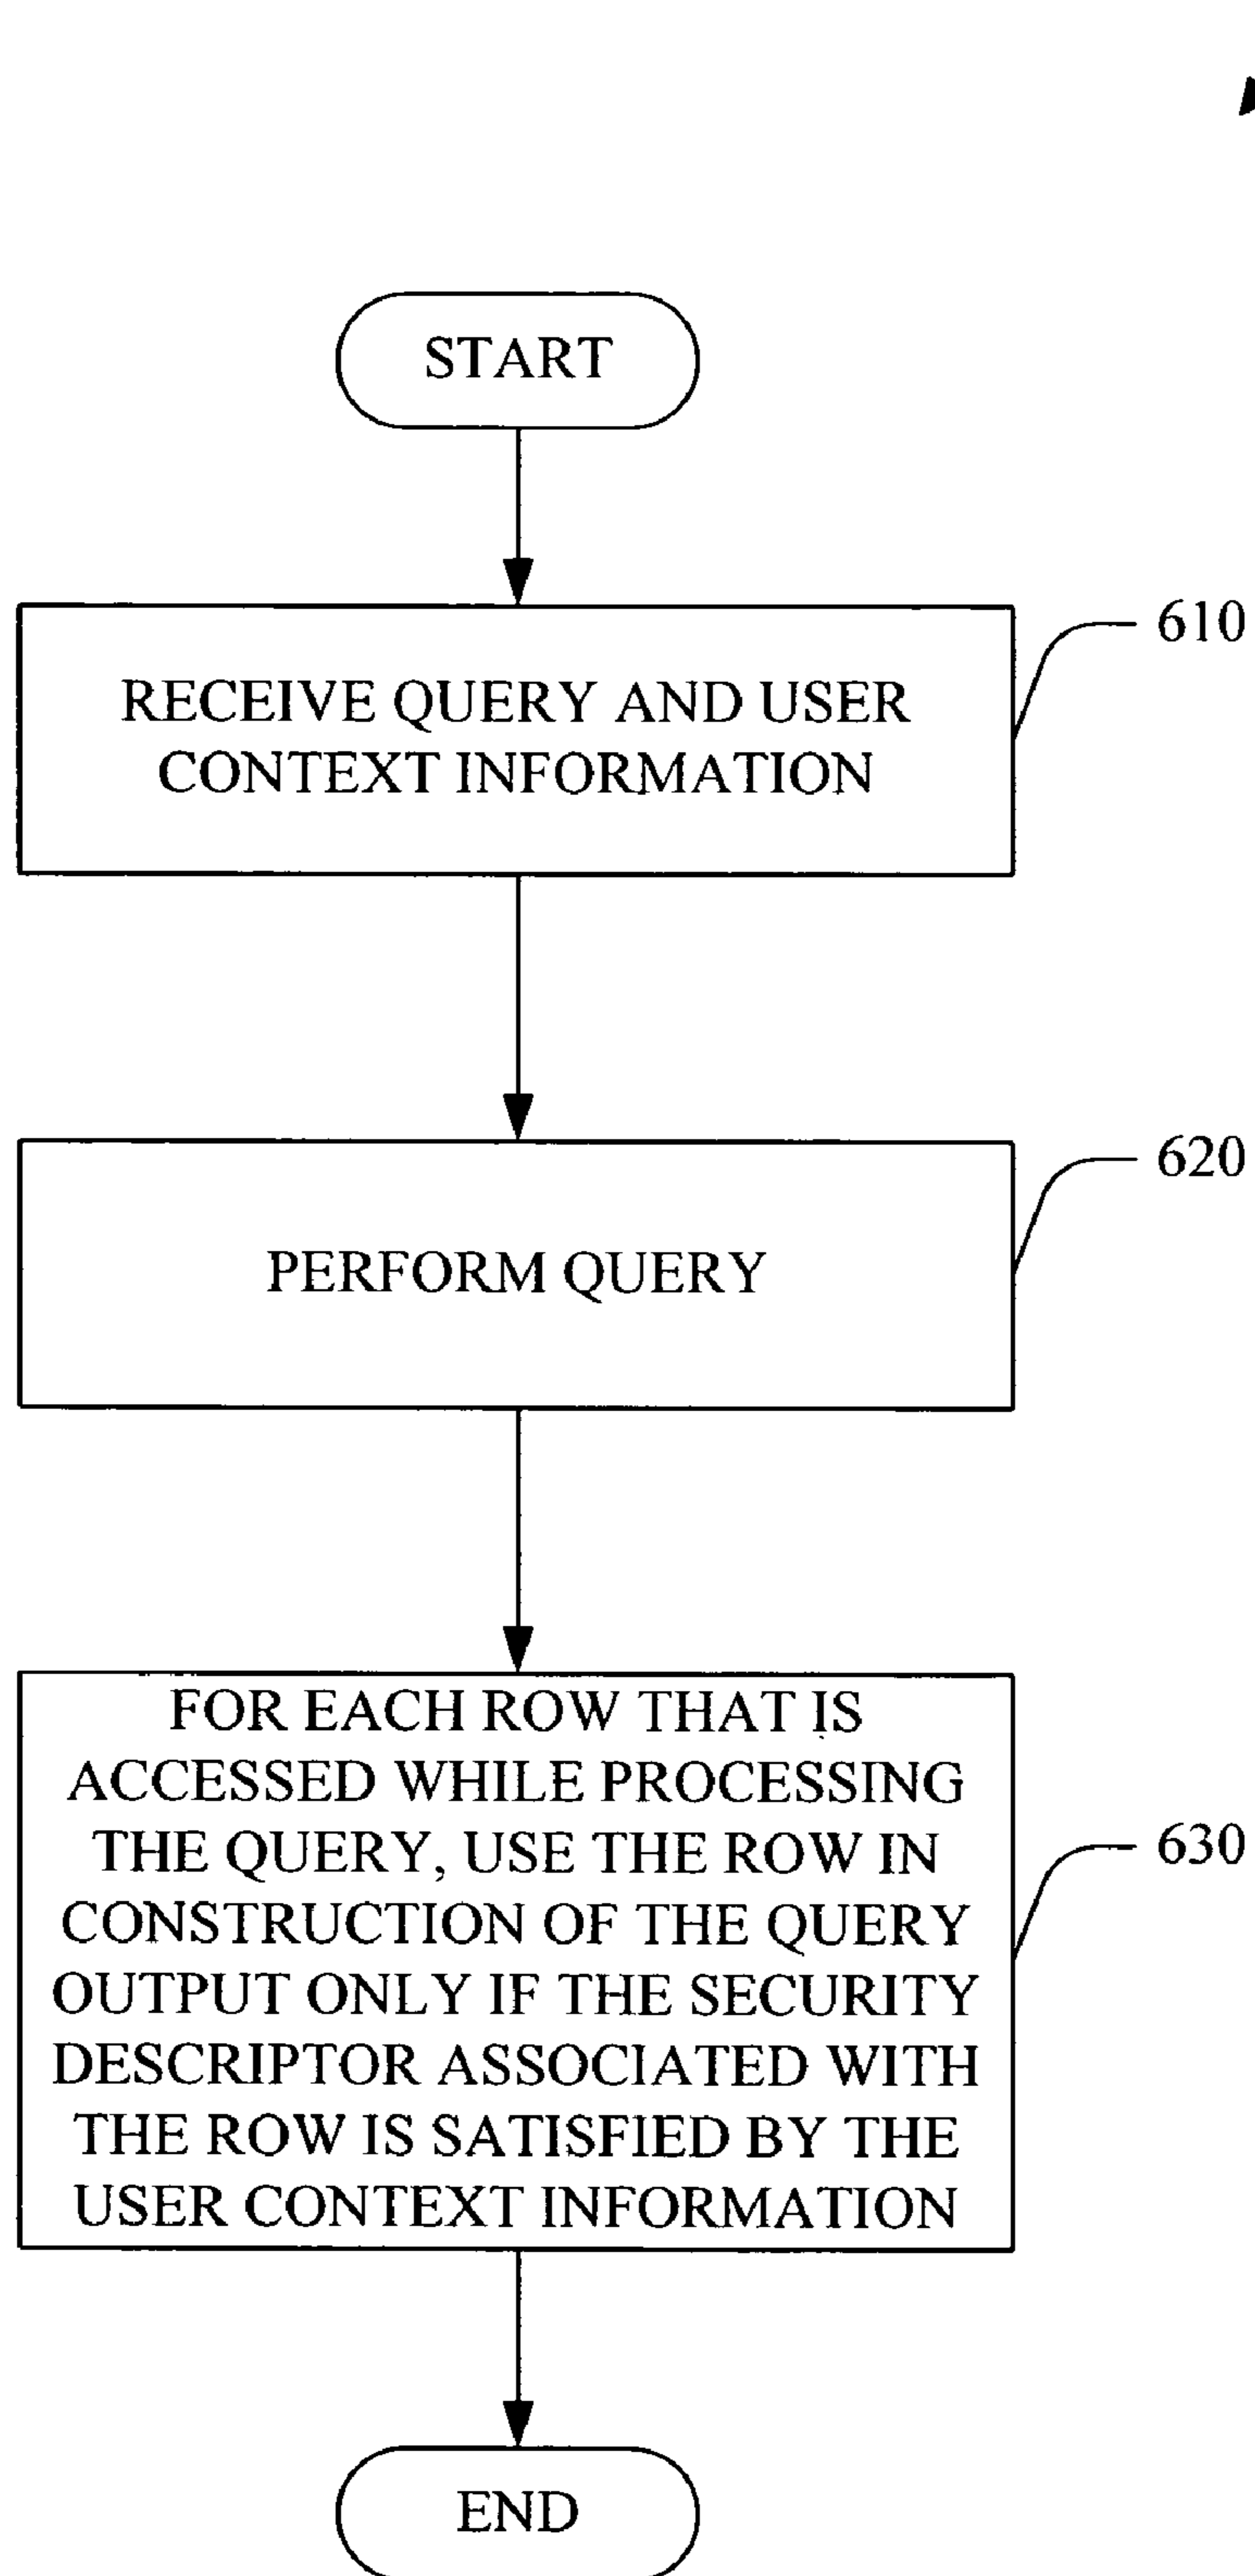 START
RECEIVE QUERY AND USER
CONTEXT INFORMATION
610
PERFORM QUERY
620
FOR EACH ROW THAT IS
ACCESSED WHILE PROCESSING
THE QUERY, USE THE ROW IN
CONSTRUCTION OF THE QUERY
OUTPUT ONLY IF THE SECURITY
DESCRIPTOR ASSOCIATED WITH
THE ROW IS SATISFIED BY THE
USER CONTEXT INFORMATION
630
END